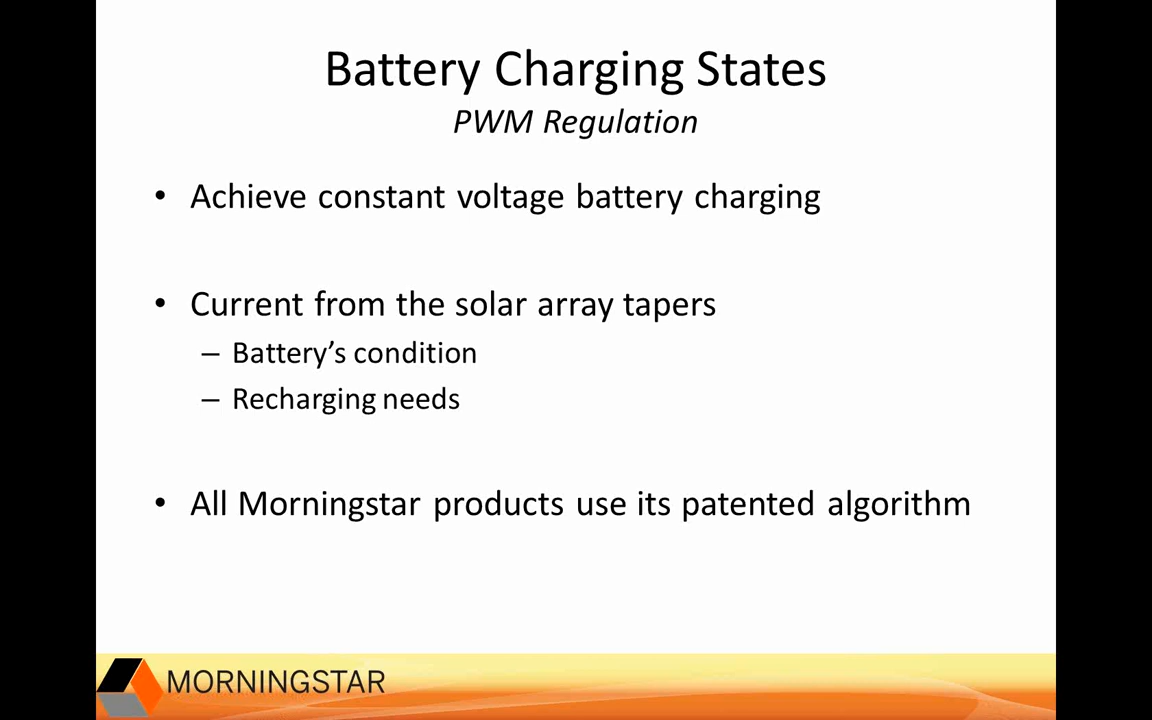 Battery Charging States
PWM Regulation
• Achieve constant voltage battery charging
• Current from the solar array tapers
– Battery’s condition
– Recharging needs
• All Morningstar products use its patented algorithm
MORNINGSTAR